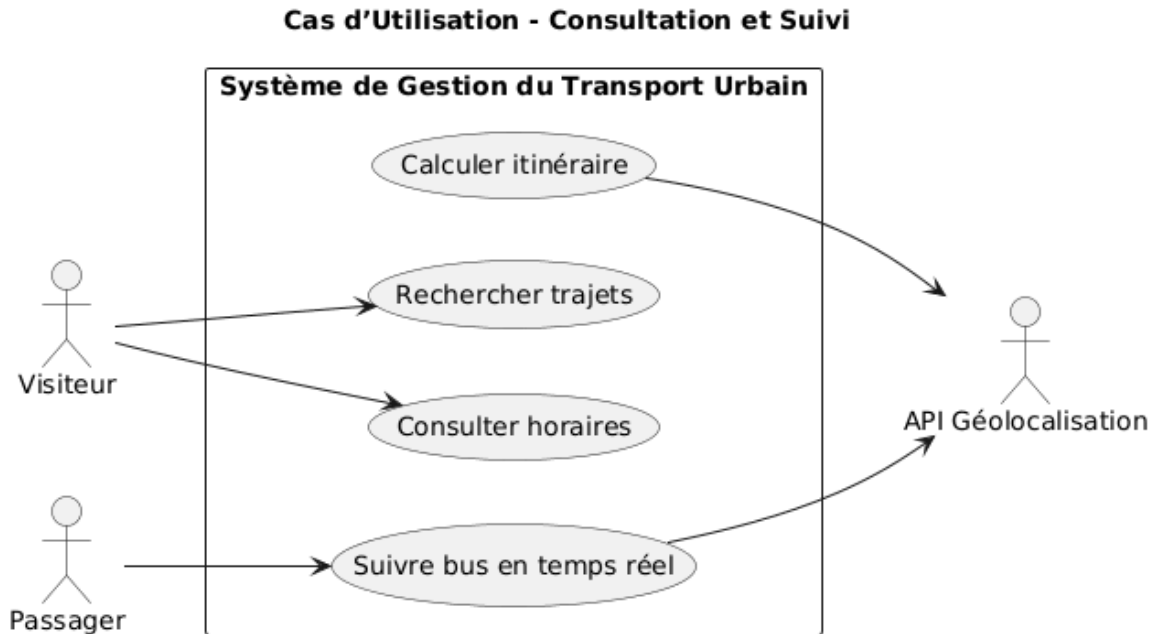 Cas d’Utilisation - Consultation et Suivi
Système de Gestion du Transport Urbain
Calculer itinéraire
Rechercher trajets
Visiteur
Consulter horaires
API Géolocalisation
Suivre bus en temps réel
Passager